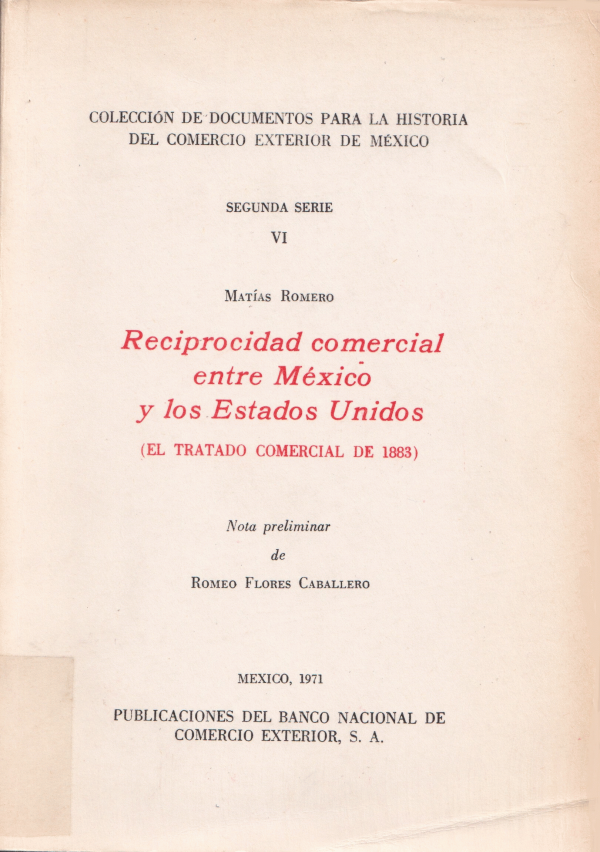 COLECCIÓN DE DOCUMENTOS PARA LA HISTORIA
DEL COMERCIO EXTERIOR DE MÉXICO
SEGUNDA SERIE
VI
MATÍAS ROMERO
Reciprocidad comercial
entre México
y los Estados Unidos
(EL TRATADO COMERCIAL DE 1883)
Nota preliminar
de
ROMEO FLORES CABALLERO
MEXICO, 1971
PUBLICACIONES DEL BANCO NACIONAL DE
COMERCIO EXTERIOR, S. A.